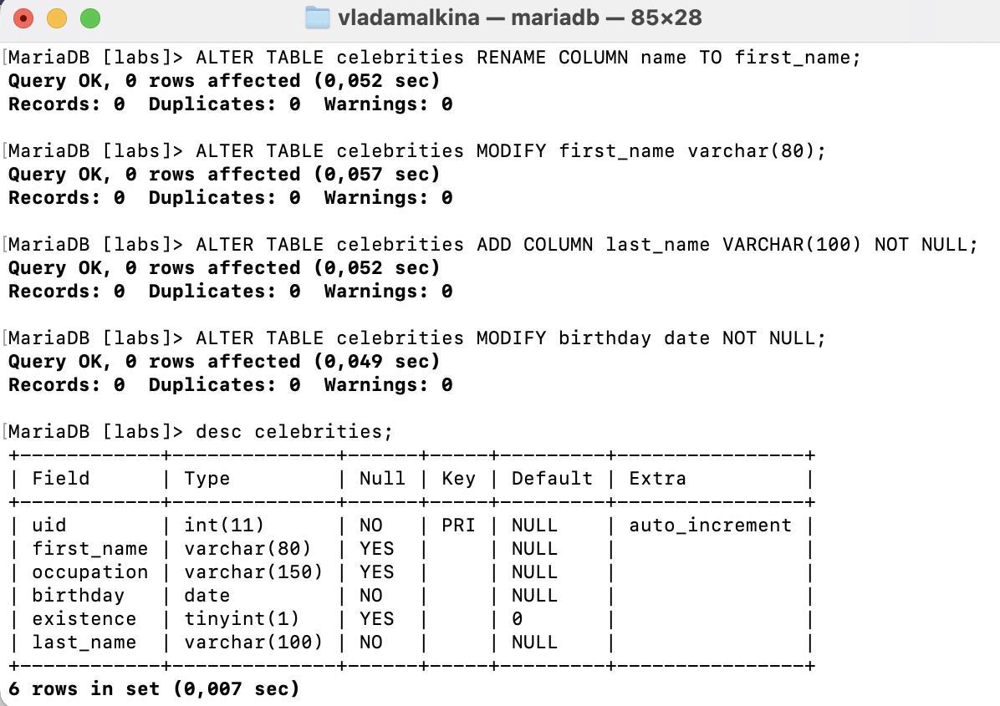 vladamalkina — mariadb — 85×28
[MariaDB [labs]> ALTER TABLE celebrities RENAME COLUMN name TO first_name;
Query OK, 0 rows affected (0,052 sec)
Records: 0  Duplicates: 0  Warnings: 0

[MariaDB [labs]> ALTER TABLE celebrities MODIFY first_name varchar(80);
Query OK, 0 rows affected (0,057 sec)
Records: 0  Duplicates: 0  Warnings: 0

[MariaDB [labs]> ALTER TABLE celebrities ADD COLUMN last_name VARCHAR(100) NOT NULL;
Query OK, 0 rows affected (0,052 sec)
Records: 0  Duplicates: 0  Warnings: 0

[MariaDB [labs]> ALTER TABLE celebrities MODIFY birthday date NOT NULL;
Query OK, 0 rows affected (0,049 sec)
Records: 0  Duplicates: 0  Warnings: 0

[MariaDB [labs]> desc celebrities;
+------------+--------------+------+-----+---------+----------------+
| Field      | Type         | Null | Key | Default | Extra          |
+------------+--------------+------+-----+---------+----------------+
| uid        | int(11)      | NO   | PRI | NULL    | auto_increment |
| first_name | varchar(80)  | YES  |     | NULL    |                |
| occupation | varchar(150) | YES  |     | NULL    |                |
| birthday   | date         | NO   |     | NULL    |                |
| existence  | tinyint(1)   | YES  |     | 0       |                |
| last_name  | varchar(100) | NO   |     | NULL    |                |
+------------+--------------+------+-----+---------+----------------+
6 rows in set (0,007 sec)